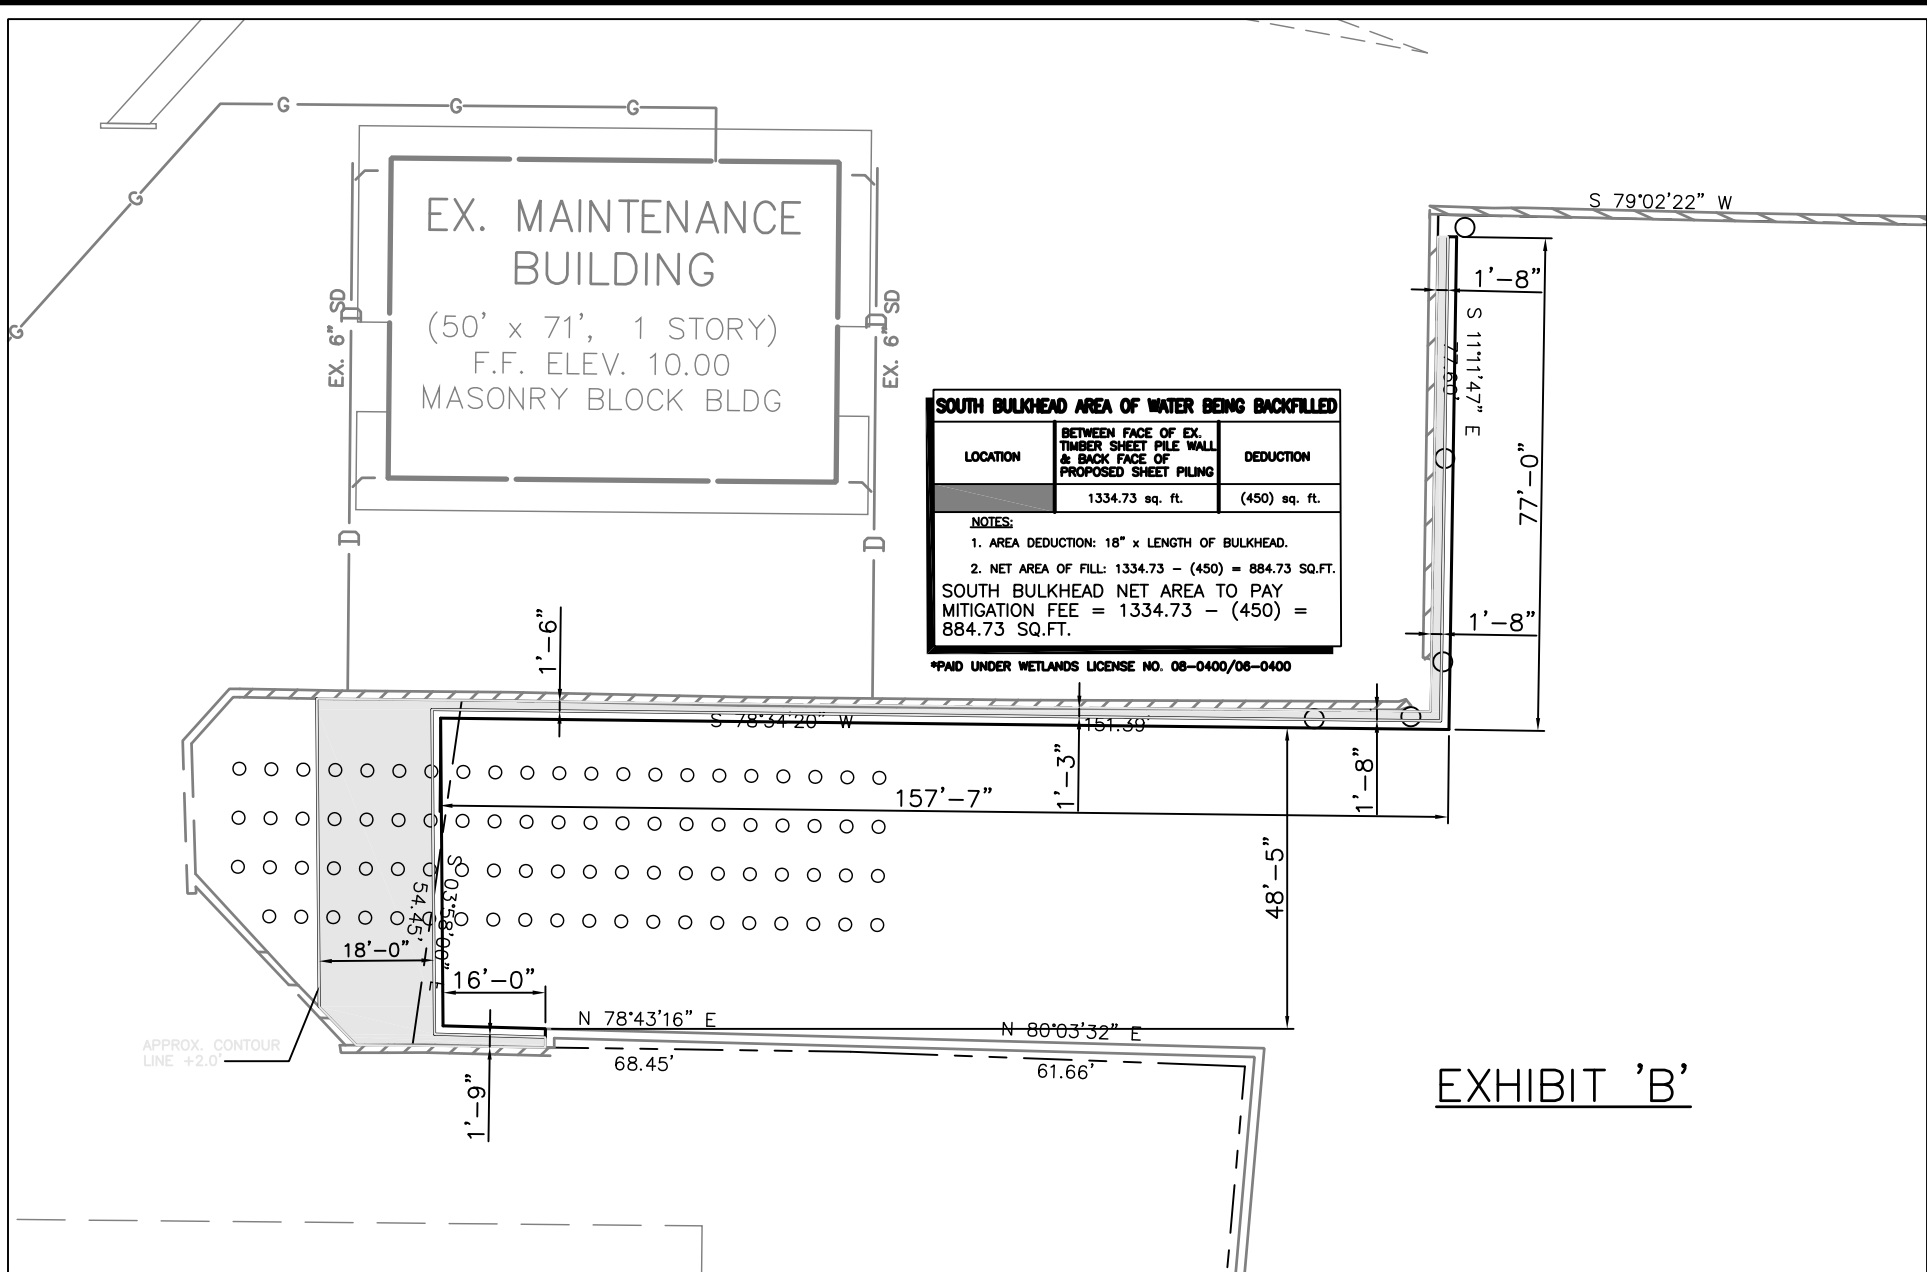 G
G
G
G
G
S 79°02'22" W
EX. MAINTENANCE
BUILDING
(50' x 71', 1 STORY)
F.F. ELEV. 10.00
MASONRY BLOCK BLDG
EX. 6" SD
EX. 6" SD
D
D
D
D
1'-8"
S 11°11'47" E
77'-0"
1'-8"
SOUTH BULKHEAD AREA OF WATER BEING BACKFILLED
LOCATION
BETWEEN FACE OF EX.
TIMBER SHEET PILE WALL
& BACK FACE OF
PROPOSED SHEET PILING
DEDUCTION
1334.73 sq. ft.
(450) sq. ft.
NOTES:
1. AREA DEDUCTION: 18" x LENGTH OF BULKHEAD.
2. NET AREA OF FILL: 1334.73 - (450) = 884.73 SQ.FT.
SOUTH BULKHEAD NET AREA TO PAY
MITIGATION FEE = 1334.73 - (450) =
884.73 SQ.FT.
*PAID UNDER WETLANDS LICENSE NO. 08-0400/06-0400
1'-6"
S 78°34'20" W
151.39'
1'-3"
1'-8"
157'-7"
48'-5"
S 03°58'00" E
54.45'
18'-0"
16'-0"
N 78°43'16" E
N 80°03'32" E
68.45'
61.66'
1'-9"
APPROX. CONTOUR
LINE +2.0'
EXHIBIT 'B'